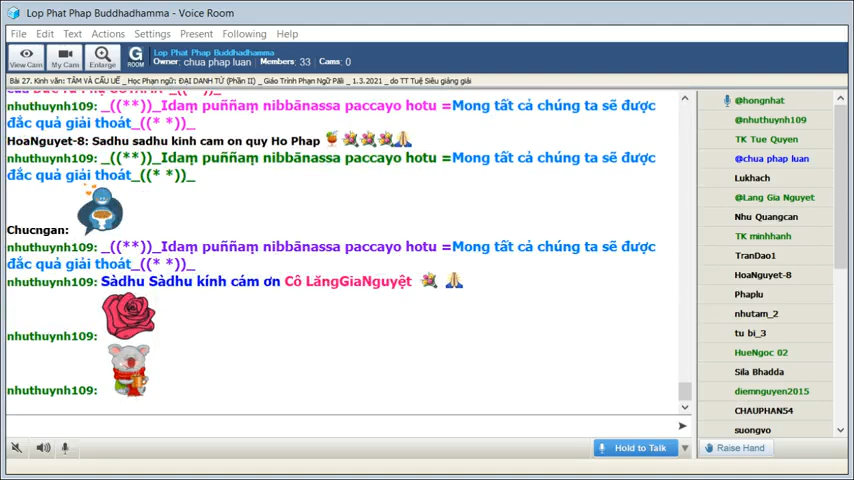 Lop Phat Phap Buddhadhamma - Voice Room
File Edit Text Actions Settings Present Following Help
View Cam My Cam Enlarge G ROOM
Lop Phat Phap Buddhadhamma
Owner: chua phap luan Members: 33 Cams: 0
Bài 27. Kinh văn: TÂM VÀ CẤU UẾ _ Học Phạn ngữ: ĐẠI DANH TỪ (Phần II) _ Giáo Trình Phạn Ngữ Pāli _ 1.3.2021 _ do TT Tuệ Siêu giảng giải
nhuthuynh109: _((**))_Idaṃ puññaṃ nibbānassa paccayo hotu =Mong tất cả chúng ta sẽ được
đắc quả giải thoát_((* *))_
HoaNguyet-8: Sadhu sadhu kinh cam on quy Ho Phap
nhuthuynh109: _((**))_Idaṃ puññaṃ nibbānassa paccayo hotu =Mong tất cả chúng ta sẽ được
đắc quả giải thoát_((* *))_
Chucngan:
nhuthuynh109: _((**))_Idaṃ puññaṃ nibbānassa paccayo hotu =Mong tất cả chúng ta sẽ được
đắc quả giải thoát_((* *))_
nhuthuynh109: Sàdhu Sàdhu kính cám ơn Cô LăngGiaNguyệt
nhuthuynh109:
nhuthuynh109:
Hold to Talk
@hongnhat
@nhuthuynh109
TK Tue Quyen
@chua phap luan
Lukhach
@Lang Gia Nguyet
Nhu Quangcan
TK minhhanh
TranDao1
HoaNguyet-8
Phaplu
nhutam_2
tu bi_3
HueNgoc 02
Sila Bhadda
diemnguyen2015
CHAUPHAN54
suongvo
Raise Hand